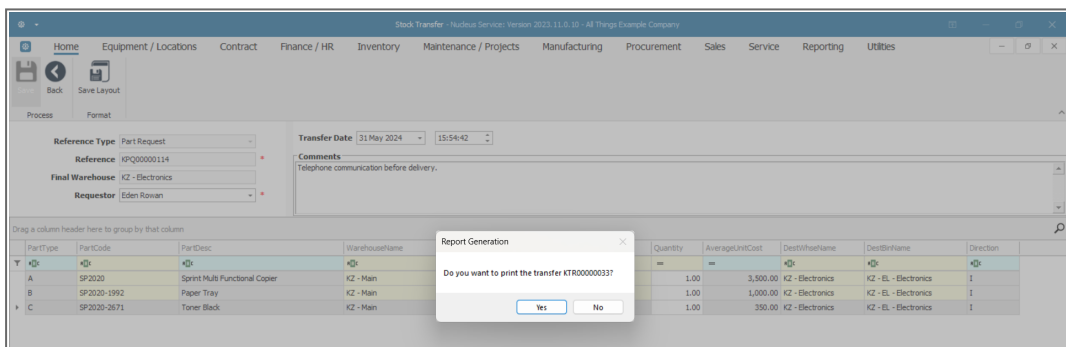 Stock Transfer - Nucleus Service: Version 2023.11.0.10 - All Things Example Company
Home Equipment / Locations Contract Finance / HR Inventory Maintenance / Projects Manufacturing Procurement Sales Service Reporting Utilities
Save Back Save Layout
Process Format
Reference Type Part Request
Transfer Date 31 May 2024 15:54:42
Reference KPQ00000114 *
Comments
Telephone communication before delivery.
Final Warehouse KZ - Electronics
Requestor Eden Rowan *
Drag a column header here to group by that column
PartType PartCode PartDesc WarehouseName Quantity AverageUnitCost DestWhseName DestBinName Direction
= =
A SP2020 Sprint Multi Functional Copier KZ - Main 1.00 3,500.00 KZ - Electronics KZ - EL - Electronics I
B SP2020-1992 Paper Tray KZ - Main 1.00 1,000.00 KZ - Electronics KZ - EL - Electronics I
C SP2020-2671 Toner Black KZ - Main 1.00 350.00 KZ - Electronics KZ - EL - Electronics I
Report Generation
Do you want to print the transfer KTR00000033?
Yes No